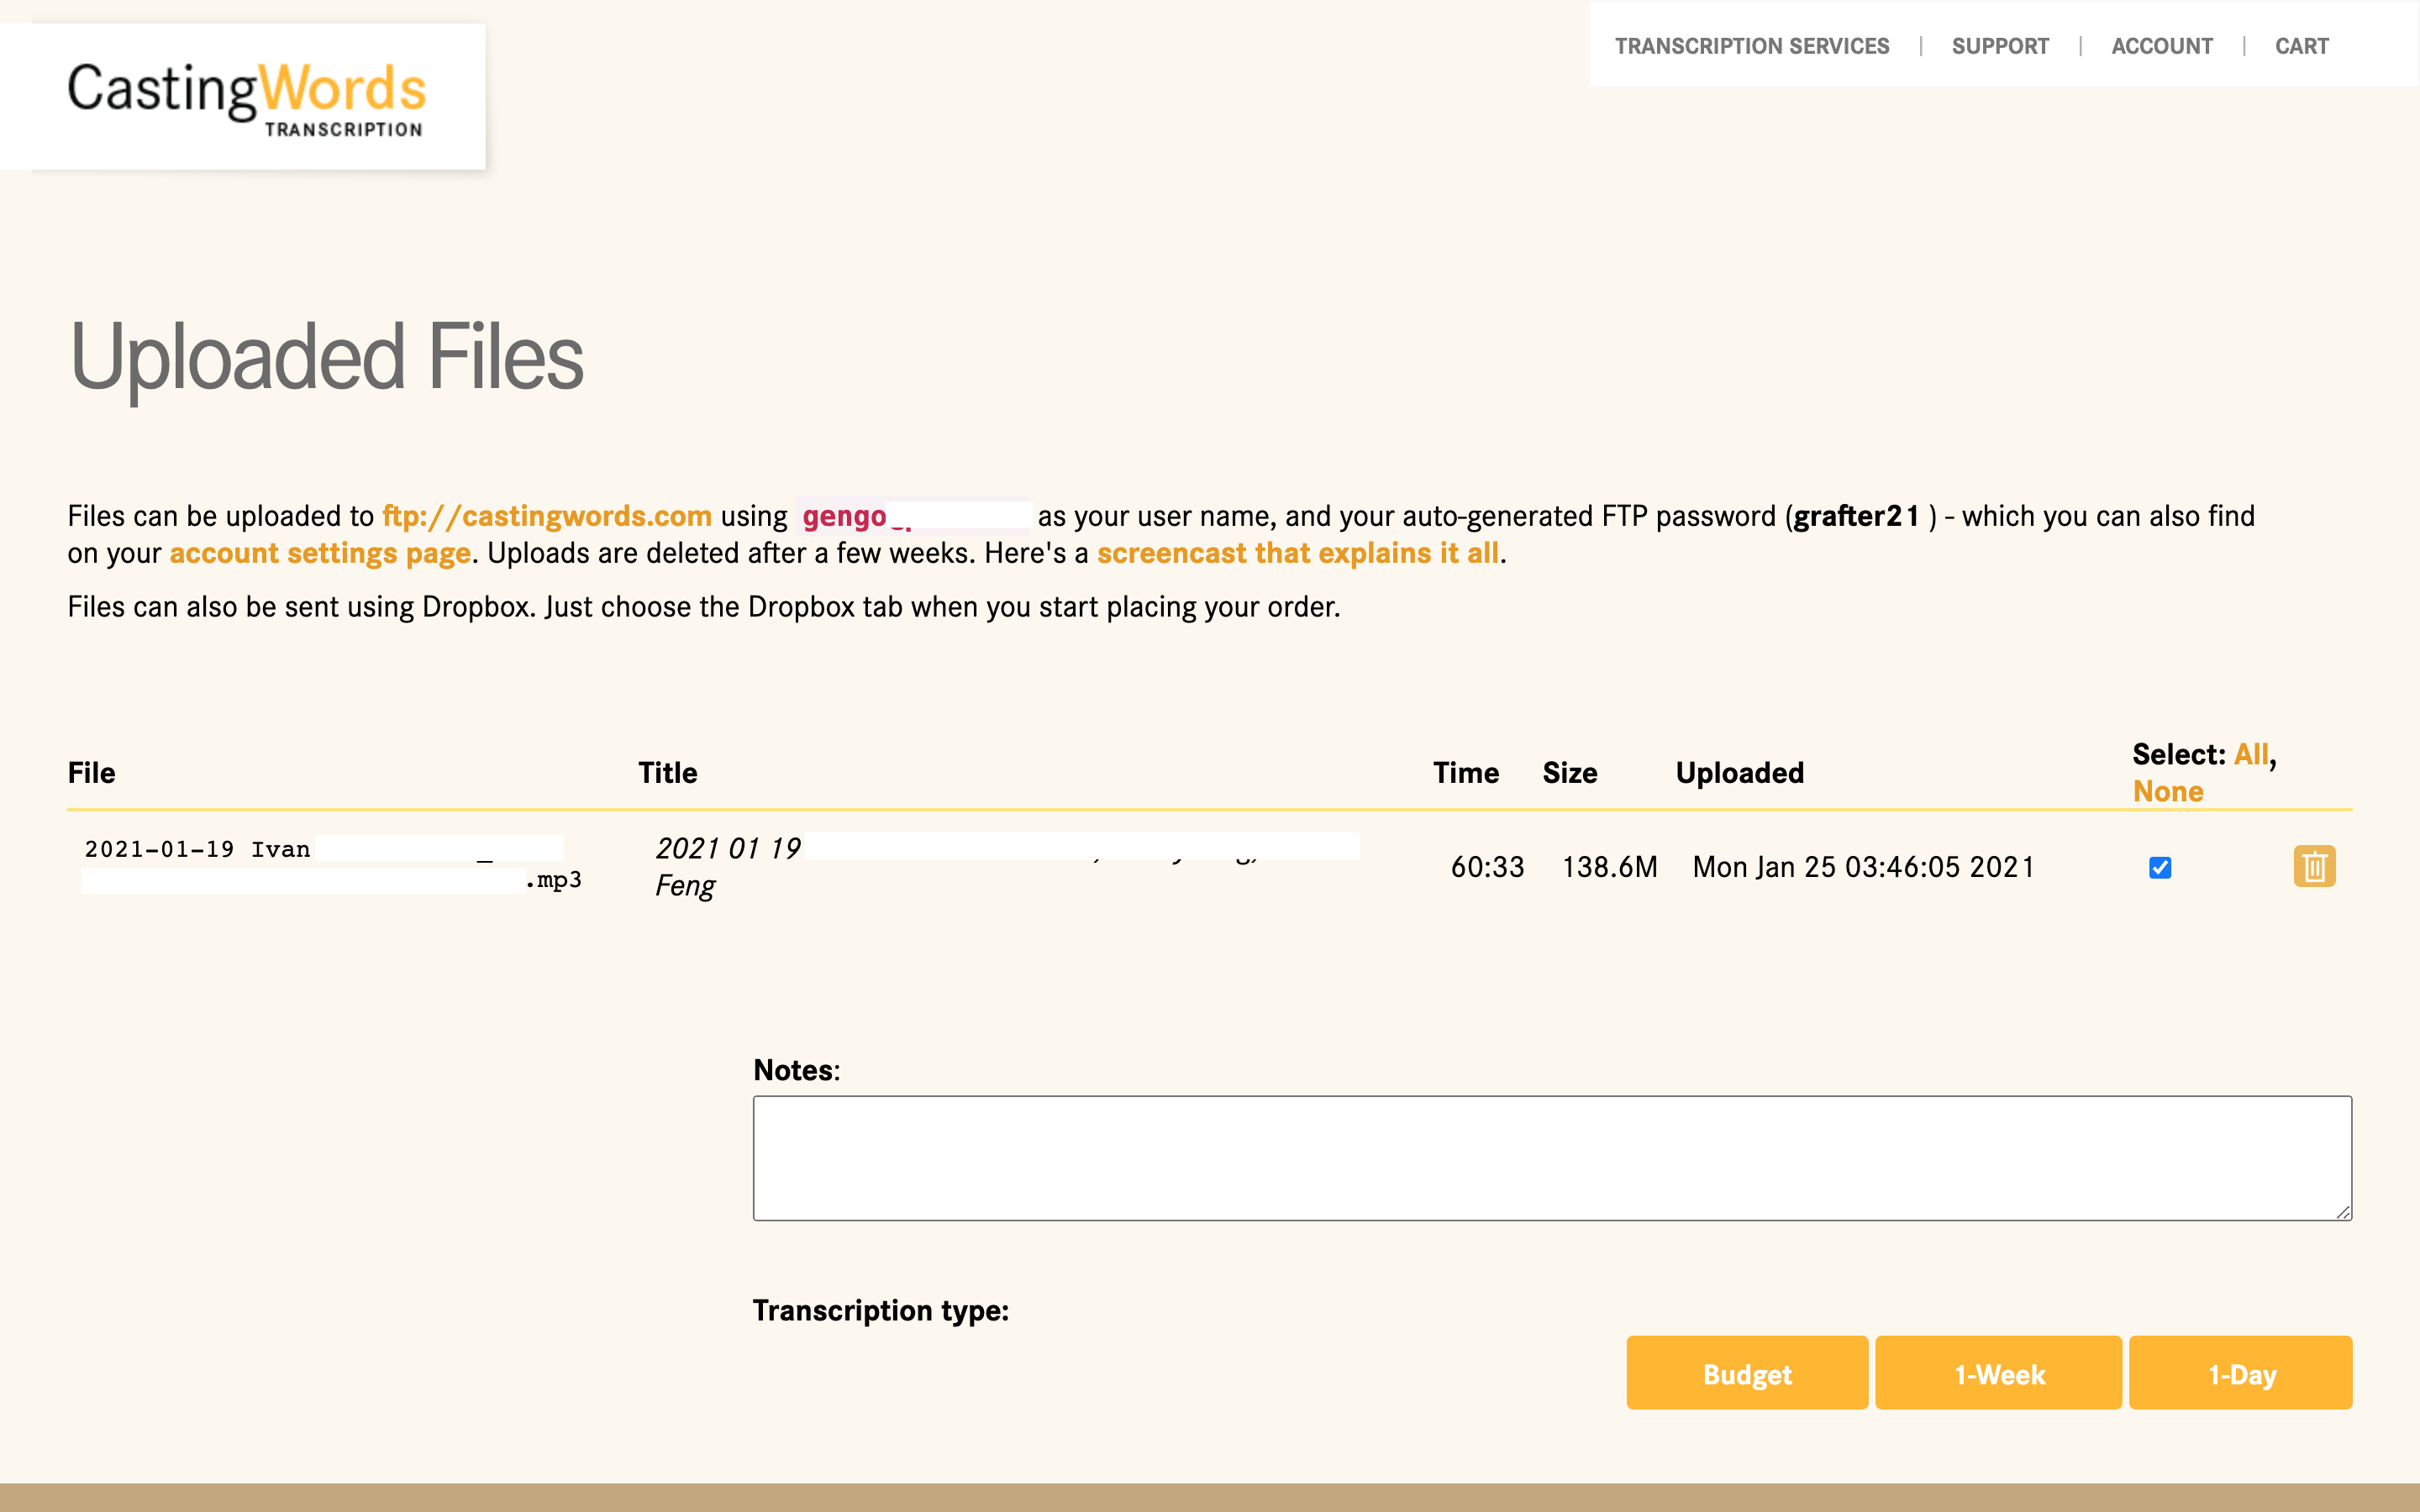 CastingWords
TRANSCRIPTION
TRANSCRIPTION SERVICES | SUPPORT | ACCOUNT | CART
Uploaded Files
Files can be uploaded to ftp://castingwords.com using gengo as your user name, and your auto-generated FTP password (grafter21 ) - which you can also find
on your account settings page. Uploads are deleted after a few weeks. Here's a screencast that explains it all.
Files can also be sent using Dropbox. Just choose the Dropbox tab when you start placing your order.
File Title Time Size Uploaded Select: All,
None
2021-01-19 Ivan
.mp3
2021 01 19
Feng
60:33 138.6M Mon Jan 25 03:46:05 2021
Notes:
Transcription type:
Budget 1-Week 1-Day